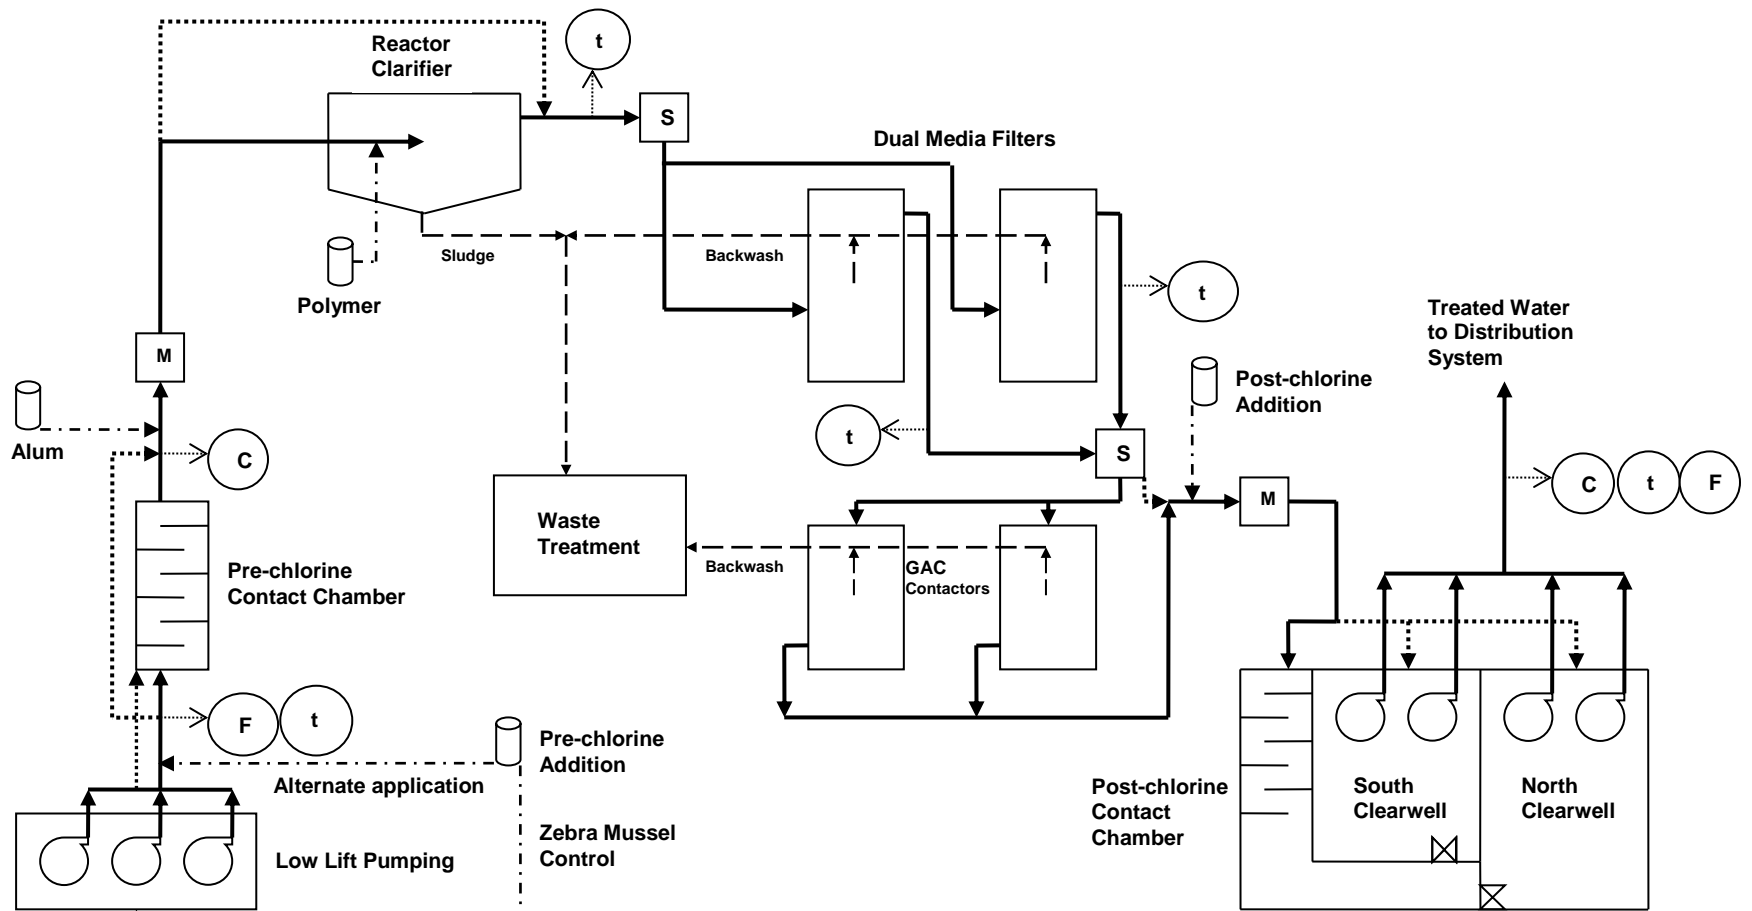 Reactor
Clarifier
t
S
Dual Media Filters
Sludge
Backwash
Polymer
t
Treated Water
to Distribution
System
M
Alum
C
t
S
Post-chlorine
Addition
M
C
t
F
Waste
Treatment
Backwash
GAC
Contactors
Pre-chlorine
Contact Chamber
F
t
Pre-chlorine
Addition
Alternate application
Zebra Mussel
Control
Low Lift Pumping
Post-chlorine
Contact
Chamber
South
Clearwell
North
Clearwell